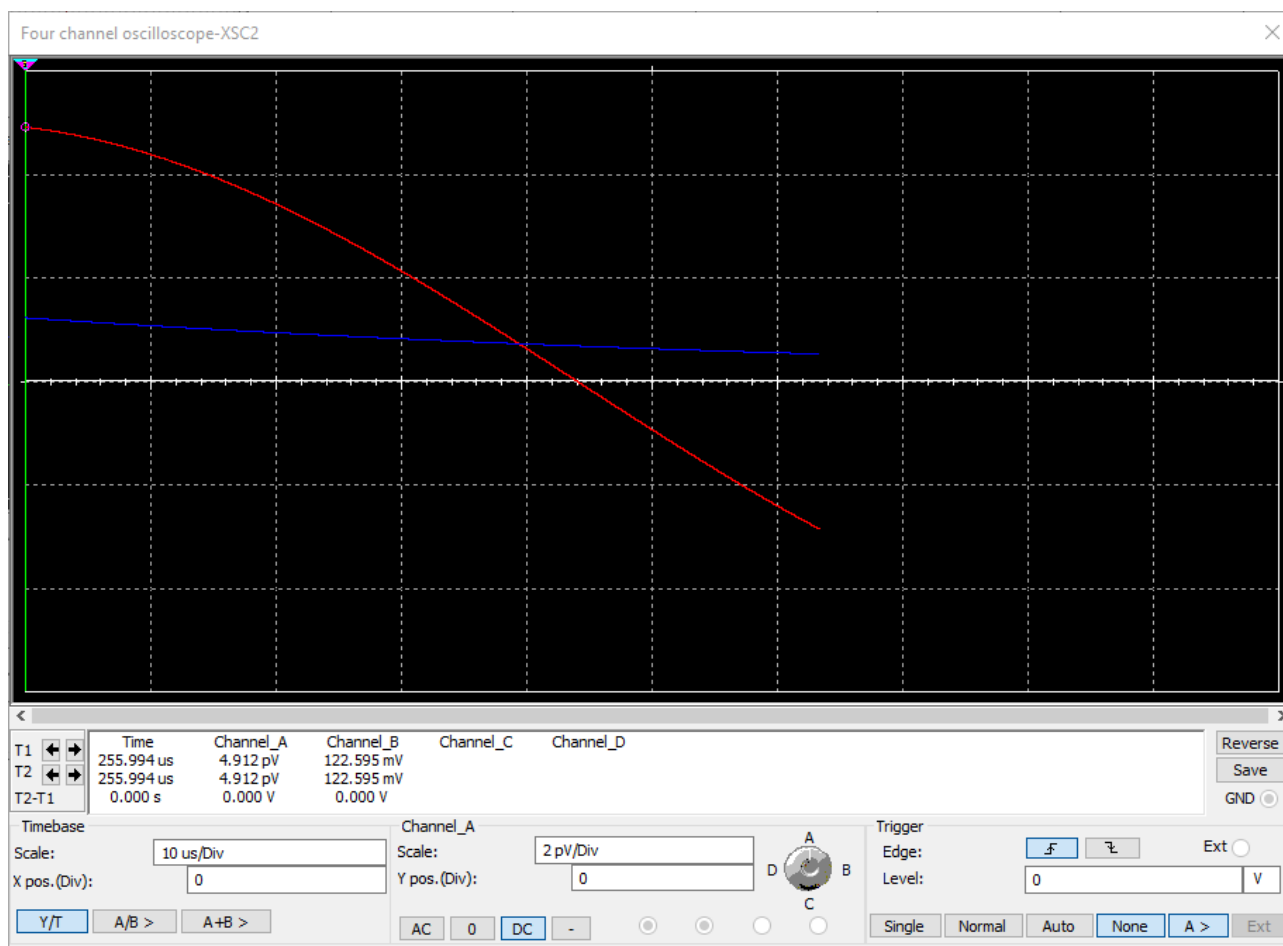 Four channel oscilloscope-XSC2
Time Channel_A Channel_B Channel_C Channel_D
T1 255.994 us 4.912 pV 122.595 mV
T2 255.994 us 4.912 pV 122.595 mV
T2-T1 0.000 s 0.000 V 0.000 V
Reverse
Save
GND
Timebase
Scale: 10 us/Div
X pos.(Div): 0
Y/T A/B > A+B >
Channel_A
Scale: 2 pV/Div
Y pos.(Div): 0
AC 0 DC -
A
D B
C
Trigger
Edge: Ext
Level: 0 V
Single Normal Auto None A > Ext